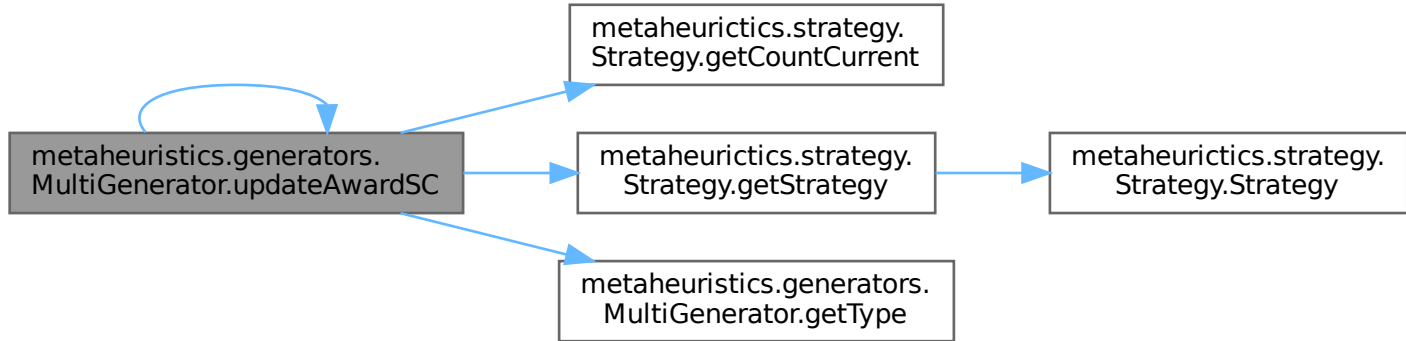 metaheurictics.strategy.
Strategy.getCountCurrent
metaheuristics.generators.
MultiGenerator.updateAwardSC
metaheurictics.strategy.
Strategy.getStrategy
metaheurictics.strategy.
Strategy.Strategy
metaheuristics.generators.
MultiGenerator.getType